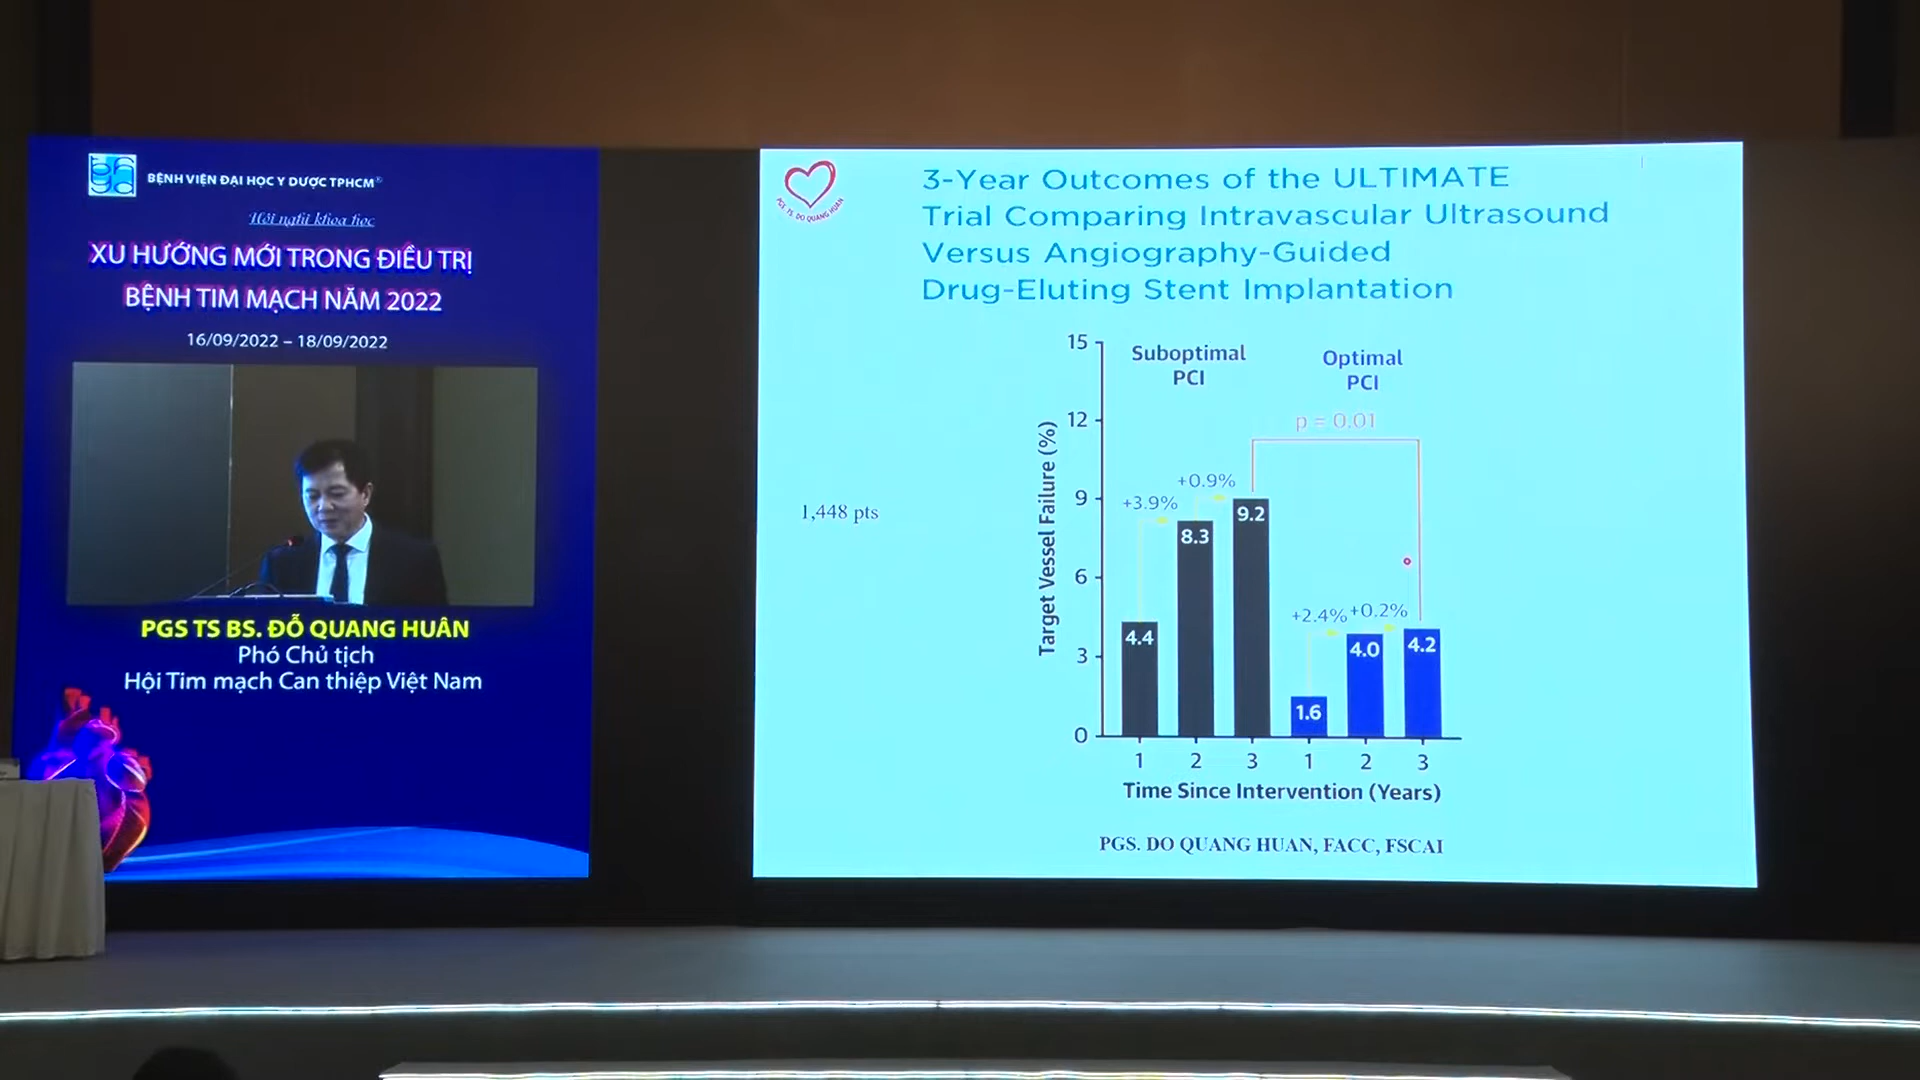 BỆNH VIỆN ĐẠI HỌC Y DƯỢC TPHCM®
Hội nghị khoa học
XU HƯỚNG MỚI TRONG ĐIỀU TRỊ
BỆNH TIM MẠCH NĂM 2022
16/09/2022 – 18/09/2022
PGS TS BS. ĐỖ QUANG HUÂN
Phó Chủ tịch
Hội Tim mạch Can thiệp Việt Nam
PGS. TS. DO QUANG HUAN
3-Year Outcomes of the ULTIMATE
Trial Comparing Intravascular Ultrasound
Versus Angiography-Guided
Drug-Eluting Stent Implantation
1,448 pts
Target Vessel Failure (%)
15
12
9
6
3
0
Suboptimal
PCI
Optimal
PCI
p = 0.01
+3.9%
+0.9%
+2.4%
+0.2%
4.4
8.3
9.2
1.6
4.0
4.2
1 2 3 1 2 3
Time Since Intervention (Years)
PGS. DO QUANG HUAN, FACC, FSCAI